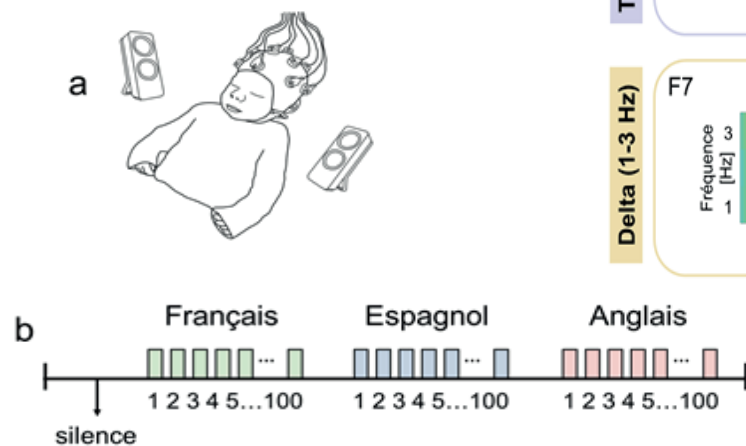 a
T
Delta (1-3 Hz)
F7
Fréquence
[Hz]
3
1
b
Français
Espagnol
Anglais
...
...
...
1 2 3 4 5...100
1 2 3 4 5...100
1 2 3 4 5...100
silence